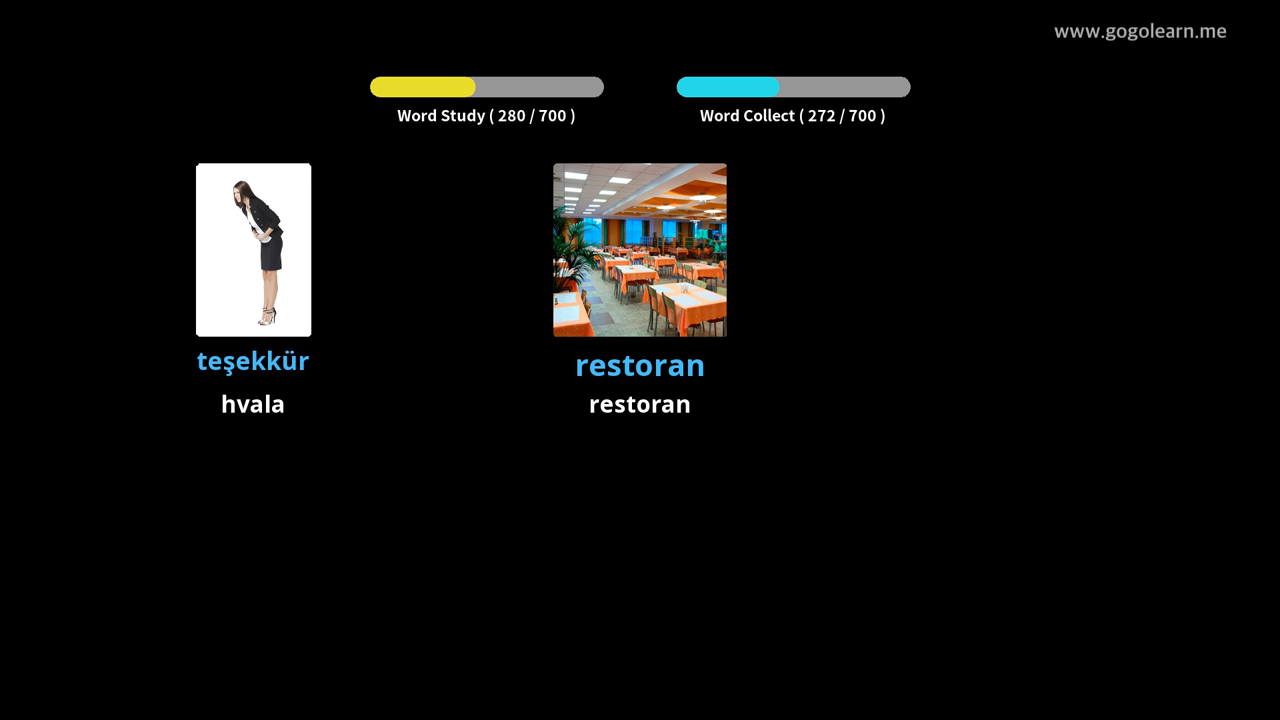 www.gogolearn.me
Word Study ( 280 / 700 )
Word Collect ( 272 / 700 )
teşekkür
hvala
restoran
restoran